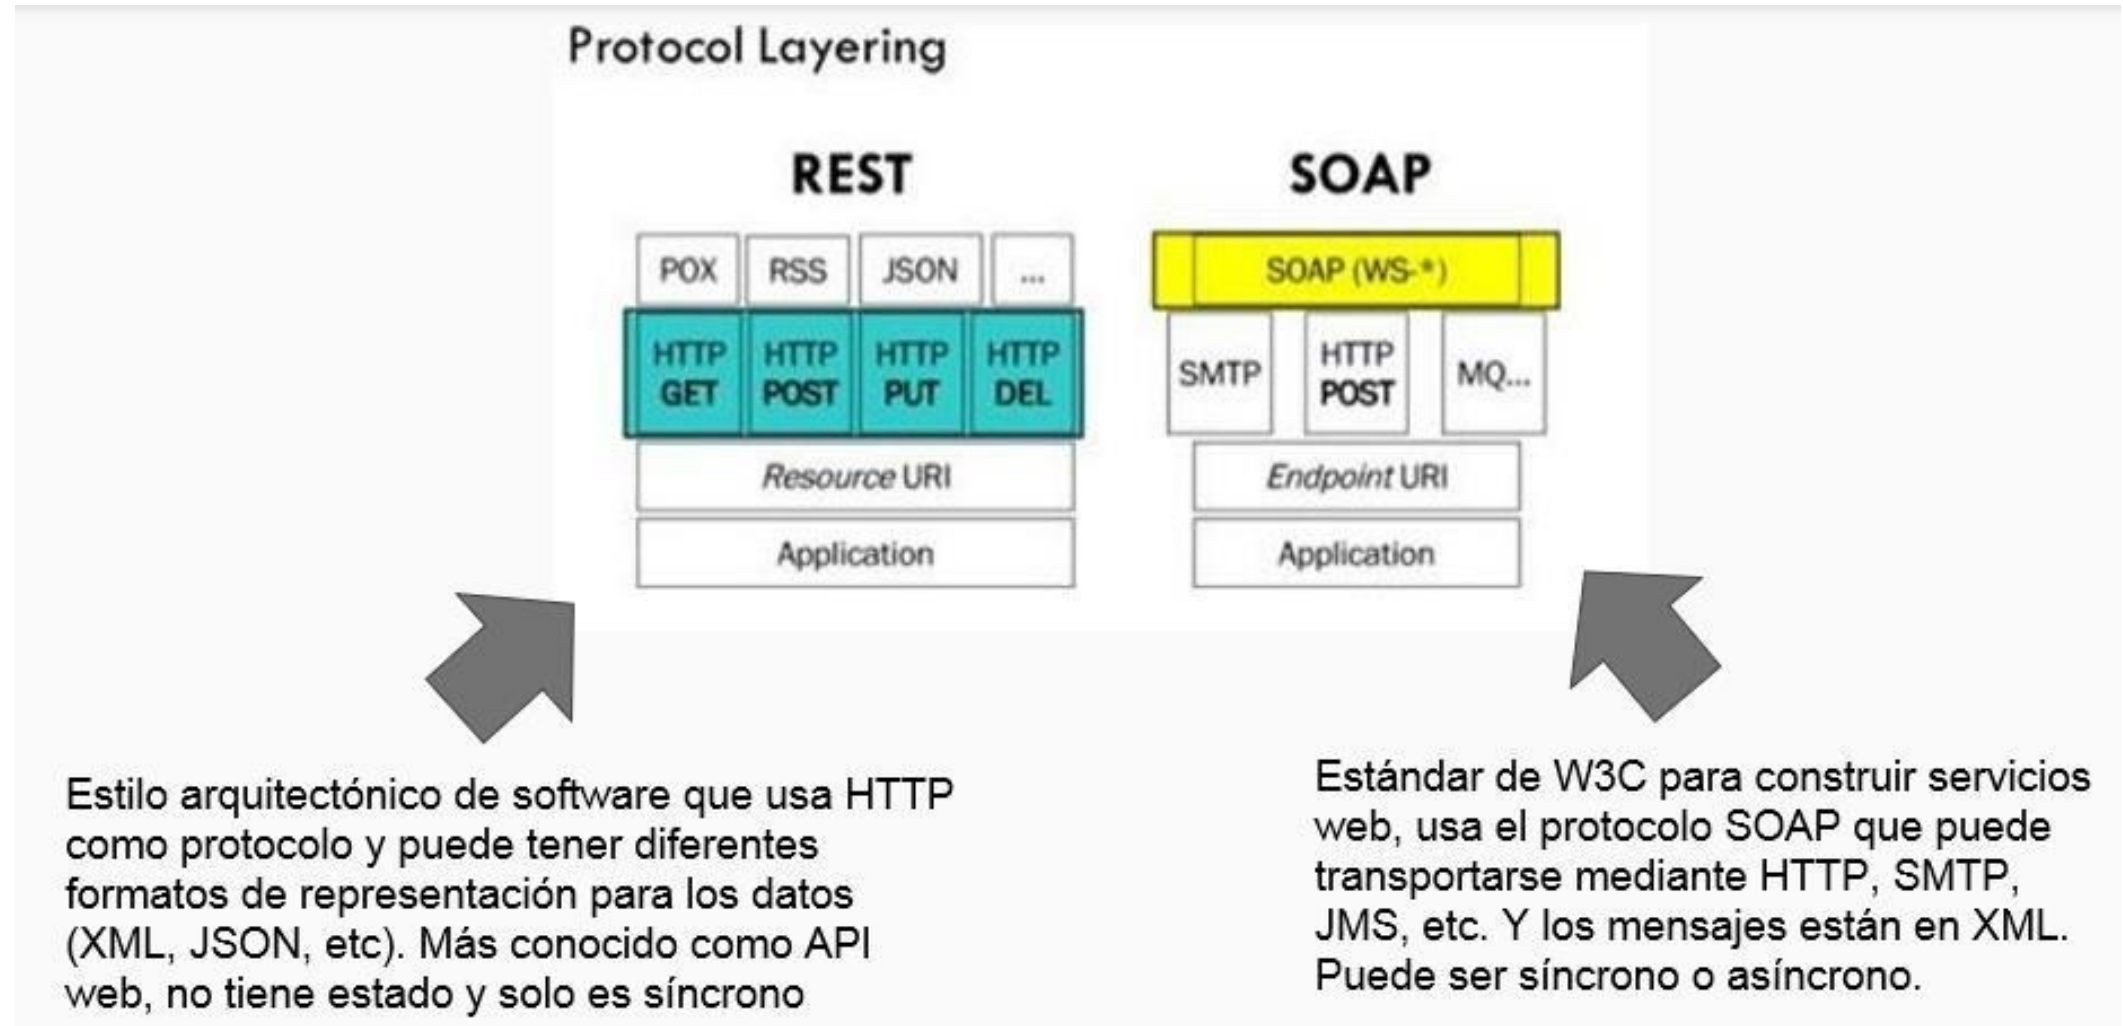 Protocol Layering
REST
POX RSS JSON ...
HTTP GET HTTP POST HTTP PUT HTTP DEL
Resource URI
Application
SOAP
SOAP (WS-*)
SMTP HTTP POST MQ...
Endpoint URI
Application
Estilo arquitectónico de software que usa HTTP
como protocolo y puede tener diferentes
formatos de representación para los datos
(XML, JSON, etc). Más conocido como API
web, no tiene estado y solo es síncrono
Estándar de W3C para construir servicios
web, usa el protocolo SOAP que puede
transportarse mediante HTTP, SMTP,
JMS, etc. Y los mensajes están en XML.
Puede ser síncrono o asíncrono.